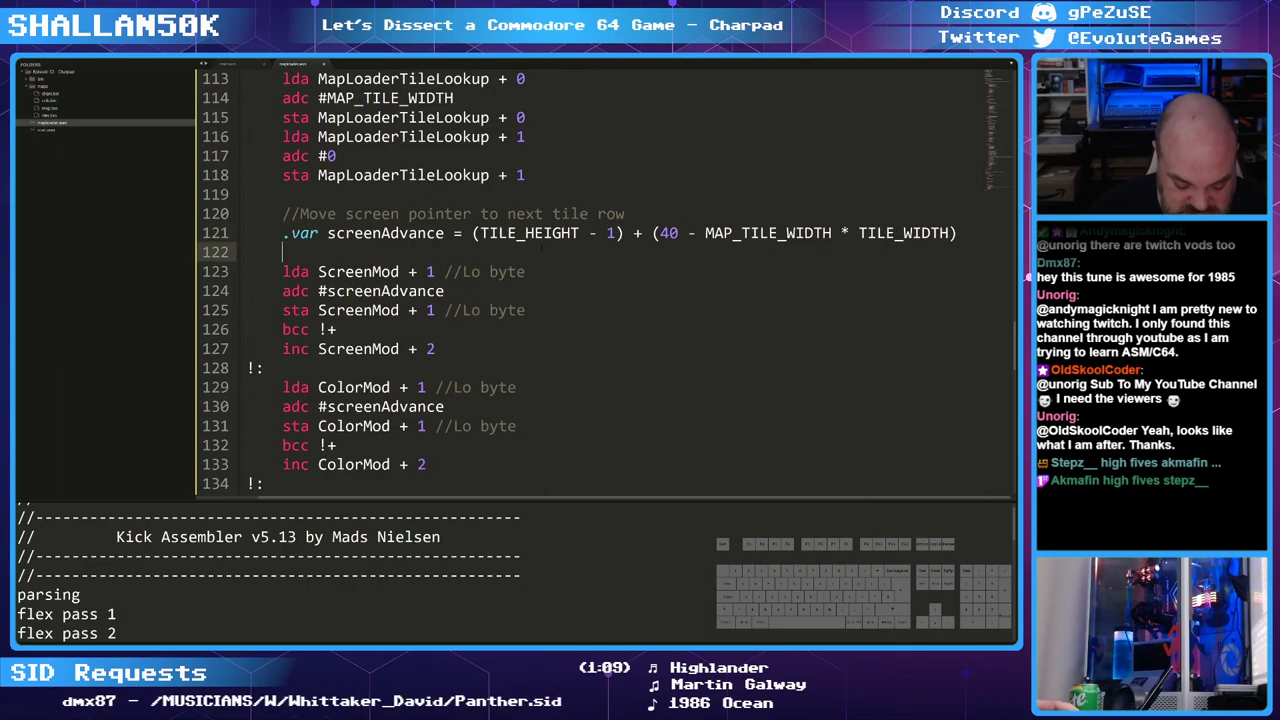 SHALLAN50K
Let's Dissect a Commodore 64 Game - Charpad
Discord gPeZuSE
Twitter @EvoluteGames
FOLDERS
113 lda MapLoaderTileLookup + 0
114 adc #MAP_TILE_WIDTH
115 sta MapLoaderTileLookup + 0
116 lda MapLoaderTileLookup + 1
117 adc #0
118 sta MapLoaderTileLookup + 1
119
120 //Move screen pointer to next tile row
121 .var screenAdvance = (TILE_HEIGHT - 1) + (40 - MAP_TILE_WIDTH * TILE_WIDTH)
122
123 lda ScreenMod + 1 //Lo byte
124 adc #screenAdvance
125 sta ScreenMod + 1 //Lo byte
126 bcc !+
127 inc ScreenMod + 2
128 !:
129 lda ColorMod + 1 //Lo byte
130 adc #screenAdvance
131 sta ColorMod + 1 //Lo byte
132 bcc !+
133 inc ColorMod + 2
134 !:
//------------------------------------------------------
// Kick Assembler v5.13 by Mads Nielsen
//------------------------------------------------------
//------------------------------------------------------
parsing
flex pass 1
flex pass 2
Andymagicknight:
@unorig there are twitch vods too
Dmx87:
hey this tune is awesome for 1985
Unorig:
@andymagicknight I am pretty new to
watching twitch. I only found this
channel through youtube as I am
trying to learn ASM/C64.
OldSkoolCoder:
@unorig Sub To My YouTube Channel
I need the viewers
Unorig:
@OldSkoolCoder Yeah, looks like
what I am after. Thanks.
Stepz__ high fives akmafin ...
Akmafin high fives stepz__
SID Requests
(1:09) ♫ Highlander
♫ Martin Galway
♪ 1986 Ocean
dmx87 - /MUSICIANS/W/Whittaker_David/Panther.sid